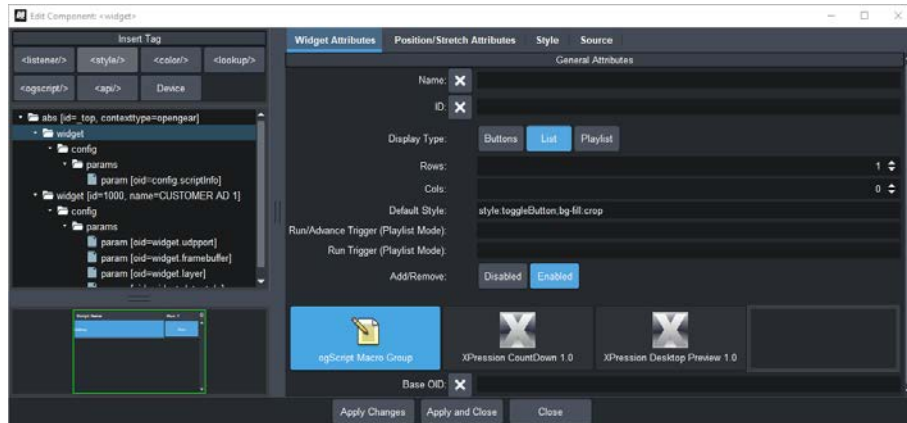 Edit Component: <widget>
Insert Tag
<listener/> <style/> <color/> <lookup/>
<ogscript/> <api/> Device
abs [id=_top, contexttype=opengear]
widget
config
params
param [oid=config.scriptInfo]
widget [id=1000, name=CUSTOMER AD 1]
config
params
param [oid=widget.udpport]
param [oid=widget.framebuffer]
param [oid=widget.layer]
Script Name
Widget Attributes Position/Stretch Attributes Style Source
General Attributes
Name:
ID:
Display Type: Buttons List Playlist
Rows: 1
Cols: 0
Default Style: style:toggleButton;bg-fill:crop
Run/Advance Trigger (Playlist Mode):
Run Trigger (Playlist Mode):
Add/Remove: Disabled Enabled
ogScript Macro Group XPression CountDown 1.0 XPression Desktop Preview 1.0
Base OID:
Apply Changes Apply and Close Close